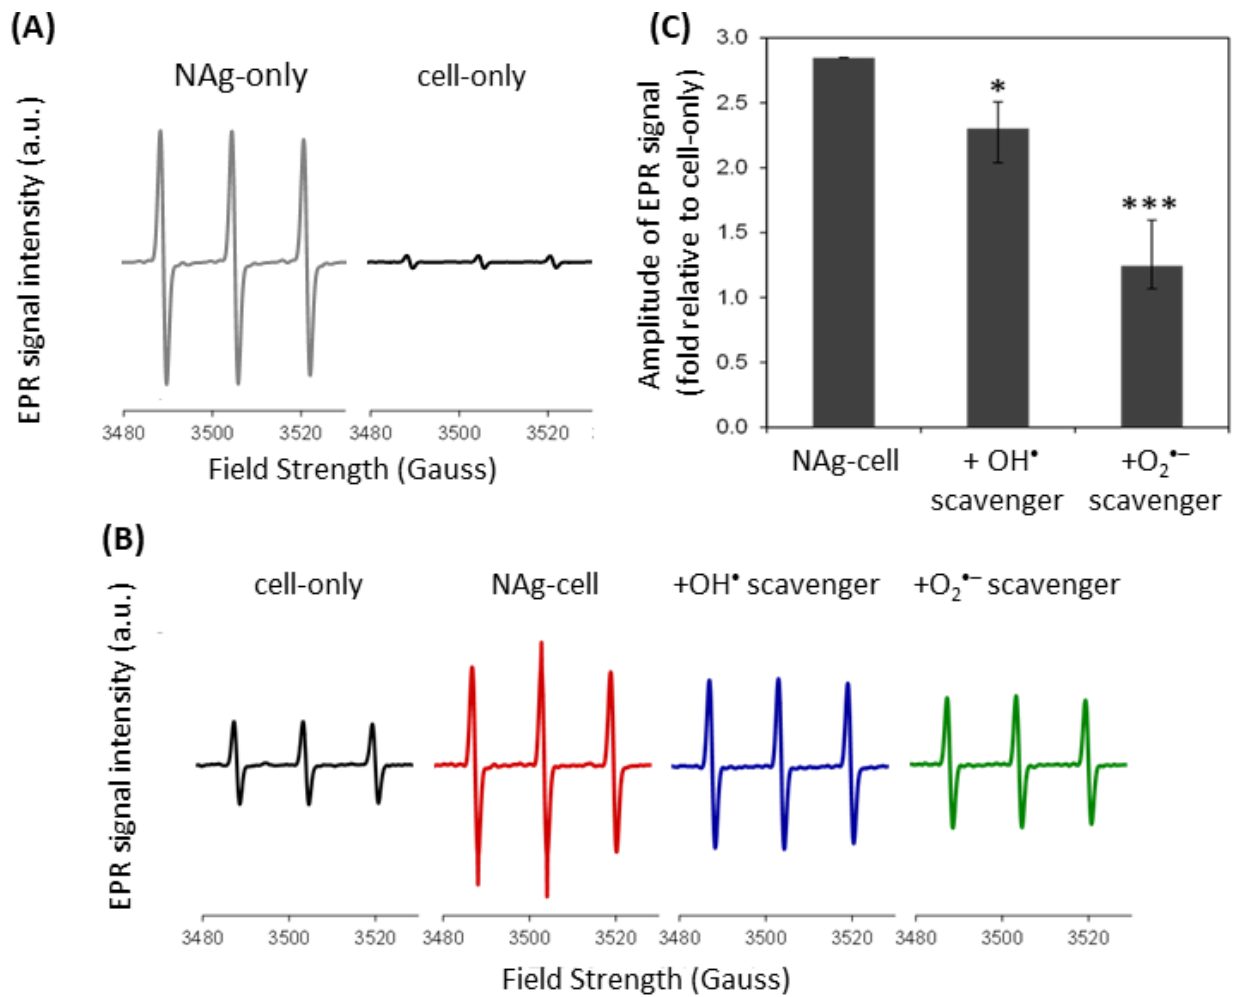 (A)
NAg-only
cell-only
EPR signal intensity (a.u.)
3480
3500
3520
3480
3500
3520
Field Strength (Gauss)
(C)
Amplitude of EPR signal
(fold relative to cell-only)
3.0
2.5
2.0
1.5
1.0
0.5
0.0
*
***
NAg-cell
+ OH•
scavenger
+O₂•–
scavenger
(B)
cell-only
NAg-cell
+OH• scavenger
+O₂•– scavenger
EPR signal intensity (a.u.)
3480
3500
3520
3480
3500
3520
3480
3500
3520
3480
3500
3520
Field Strength (Gauss)